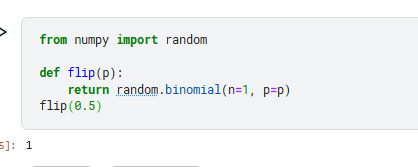 from numpy import random
def flip(p):
    return random.binomial(n=1, p=p)
flip(0.5)
5]: 1